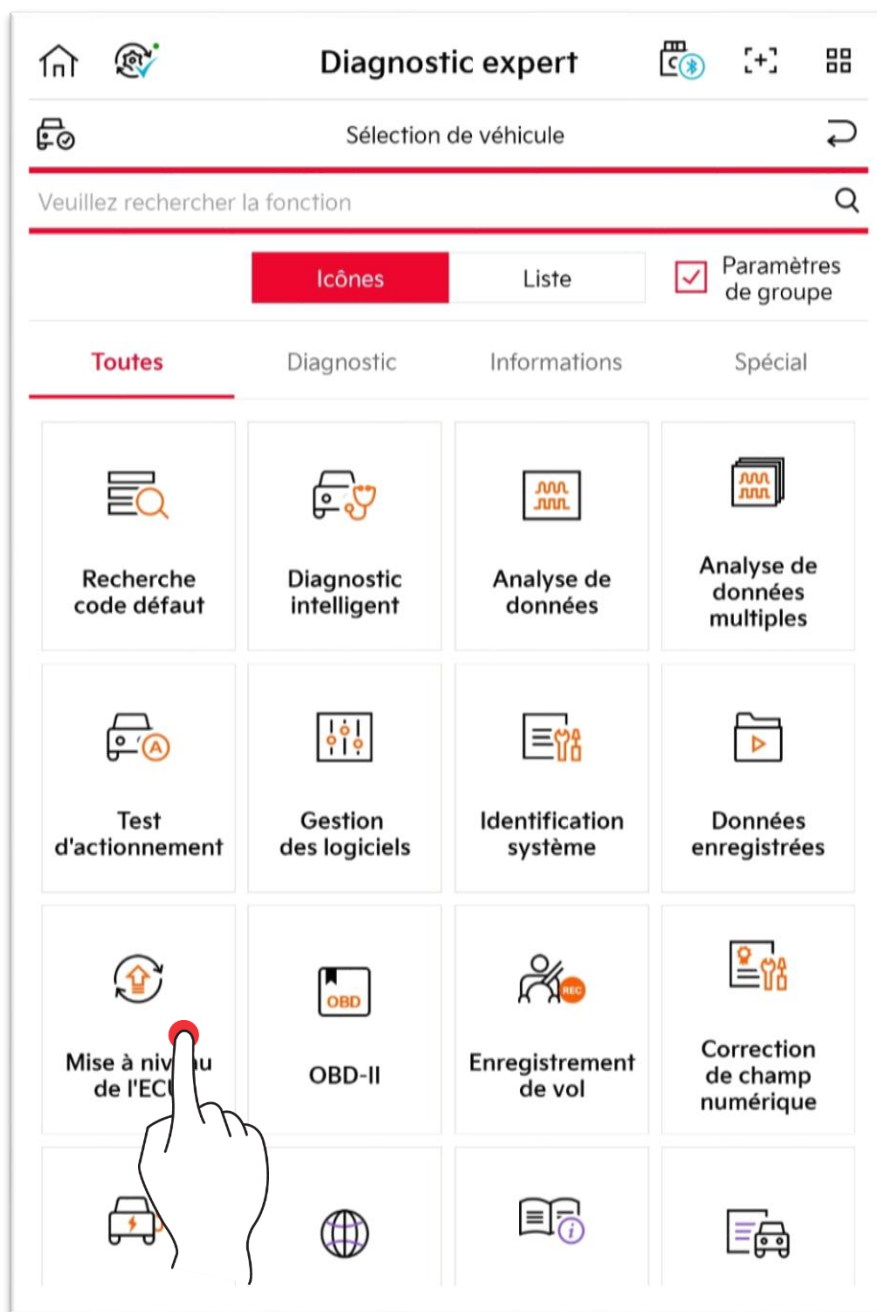 Diagnostic expert
Sélection de véhicule
Veuillez rechercher la fonction
Icônes
Liste
Paramètres
de groupe
Toutes
Diagnostic
Informations
Spécial
Recherche
code défaut
Diagnostic
intelligent
Analyse de
données
Analyse de
données
multiples
Test
d'actionnement
Gestion
des logiciels
Identification
système
Données
enregistrées
Mise à niveau
de l'ECU
OBD
OBD-II
REC
Enregistrement
de vol
Correction
de champ
numérique